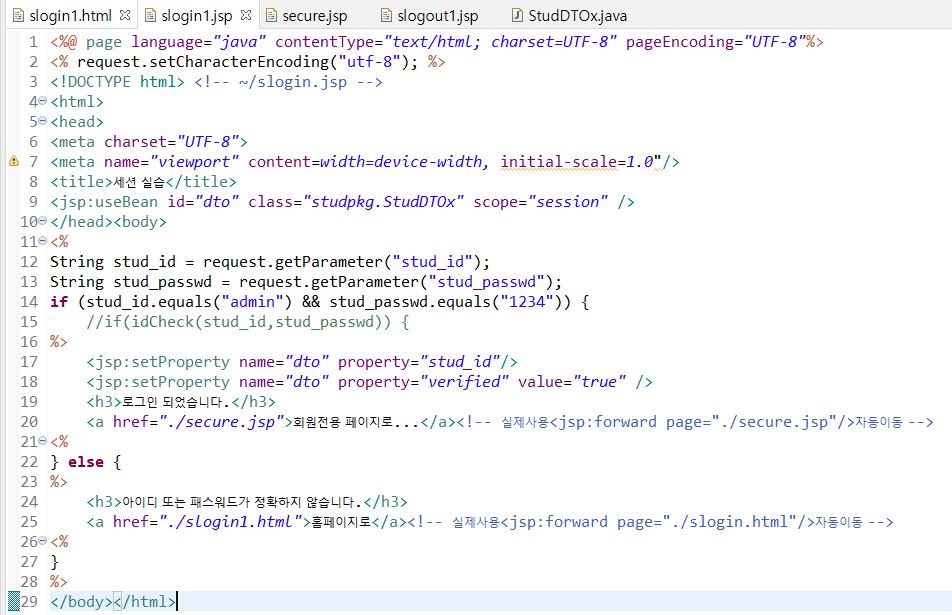 slogin1.html slogin1.jsp secure.jsp slogout1.jsp StudDTOx.java
1 <%@ page language="java" contentType="text/html; charset=UTF-8" pageEncoding="UTF-8"%>
2 <% request.setCharacterEncoding("utf-8"); %>
3 <!DOCTYPE html> <!-- ~/slogin.jsp -->
4 <html>
5 <head>
6 <meta charset="UTF-8">
7 <meta name="viewport" content=width=device-width, initial-scale=1.0"/>
8 <title>세션 실습</title>
9 <jsp:useBean id="dto" class="studpkg.StudDTOx" scope="session" />
10 </head><body>
11 <%
12 String stud_id = request.getParameter("stud_id");
13 String stud_passwd = request.getParameter("stud_passwd");
14 if (stud_id.equals("admin") && stud_passwd.equals("1234")) {
15     //if(idCheck(stud_id,stud_passwd)) {
16 %>
17     <jsp:setProperty name="dto" property="stud_id"/>
18     <jsp:setProperty name="dto" property="verified" value="true" />
19     <h3>로그인 되었습니다.</h3>
20     <a href="./secure.jsp">회원전용 페이지로...</a><!-- 실제사용<jsp:forward page="./secure.jsp"/>자동이동 -->
21 <%
22 } else {
23 %>
24     <h3>아이디 또는 패스워드가 정확하지 않습니다.</h3>
25     <a href="./slogin1.html">홈페이지로</a><!-- 실제사용<jsp:forward page="./slogin.html"/>자동이동 -->
26 <%
27 }
28 %>
29 </body></html>